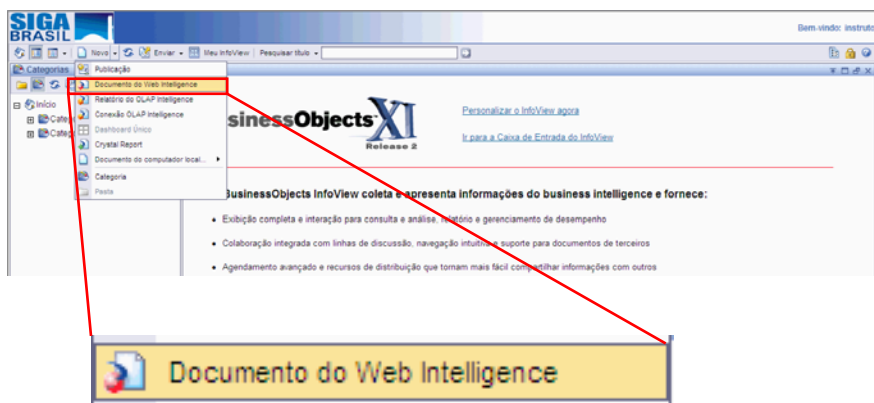 SIGA
BRASIL
Bem-vindo: instruto
Novo Enviar Meu InfoView Pesquisar título
Categorias
Publicação
Documento do Web Intelligence
Relatório do OLAP Intelligence
Conexão OLAP Intelligence
Dashboard Único
Crystal Report
Documento do computador local...
Categoria
Pasta
Início
Categ
Categ
sinessObjects XI
Release 2
Personalizar o InfoView agora
Ir para a Caixa de Entrada do InfoView
BusinessObjects InfoView coleta e apresenta informações do business intelligence e fornece:
• Exibição completa e interação para consulta e análise, relatório e gerenciamento de desempenho
• Colaboração integrada com linhas de discussão, navegação intuitiva e suporte para documentos de terceiros
• Agendamento avançado e recursos de distribuição que tornam mais fácil compartilhar informações com outros
Documento do Web Intelligence